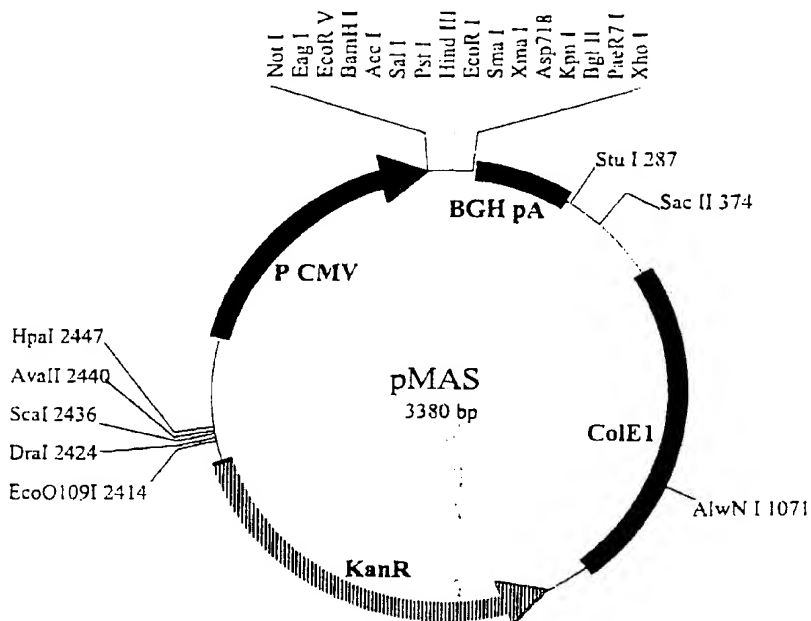 Not I
Eag I
EcoR V
BamH I
Acc I
Sal I
Pst I
Hind III
EcoR I
Sma I
Xma I
Asp718
Kpn I
Bgl II
PaeR7 I
Xho I
Stu I 287
Sac II 374
BGH pA
P CMV
HpaI 2447
AvaII 2440
ScaI 2436
DraI 2424
EcoO109I 2414
pMAS
3380 bp
ColE1
AlwN I 1071
KanR